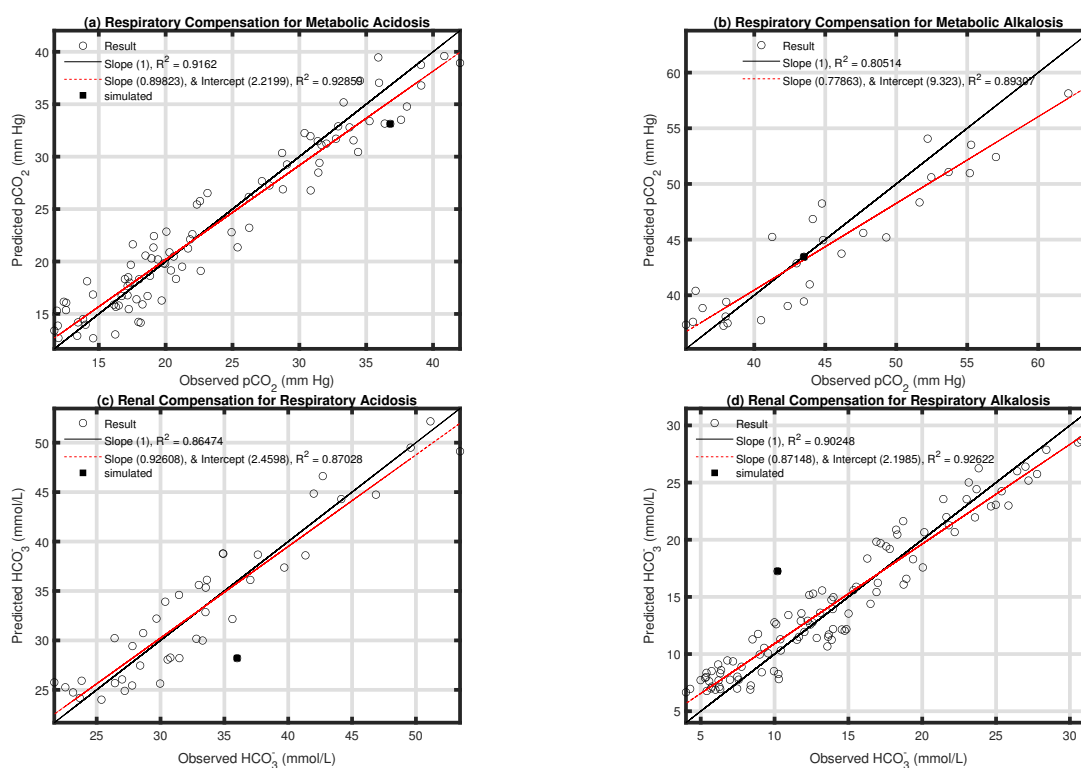 (a) Respiratory Compensation for Metabolic Acidosis
Result
Slope (1), R² = 0.9162
Slope (0.89823), & Intercept (2.2199), R² = 0.92859
simulated
40
35
30
25
20
15
15 20 25 30 35 40
Predicted pCO₂ (mm Hg)
Observed pCO₂ (mm Hg)
(b) Respiratory Compensation for Metabolic Alkalosis
Result
Slope (1), R² = 0.80514
Slope (0.77863), & Intercept (9.323), R² = 0.89307
60
55
50
45
40
40 45 50 55 60
Predicted pCO₂ (mm Hg)
Observed pCO₂ (mm Hg)
(c) Renal Compensation for Respiratory Acidosis
Result
Slope (1), R² = 0.86474
Slope (0.92608), & Intercept (2.4598), R² = 0.87028
simulated
50
45
40
35
30
25
25 30 35 40 45 50
Predicted HCO₃⁻ (mmol/L)
Observed HCO₃⁻ (mmol/L)
(d) Renal Compensation for Respiratory Alkalosis
Result
Slope (1), R² = 0.90248
Slope (0.87148), & Intercept (2.1985), R² = 0.92622
simulated
30
25
20
15
10
5
5 10 15 20 25 30
Predicted HCO₃⁻ (mmol/L)
Observed HCO₃⁻ (mmol/L)